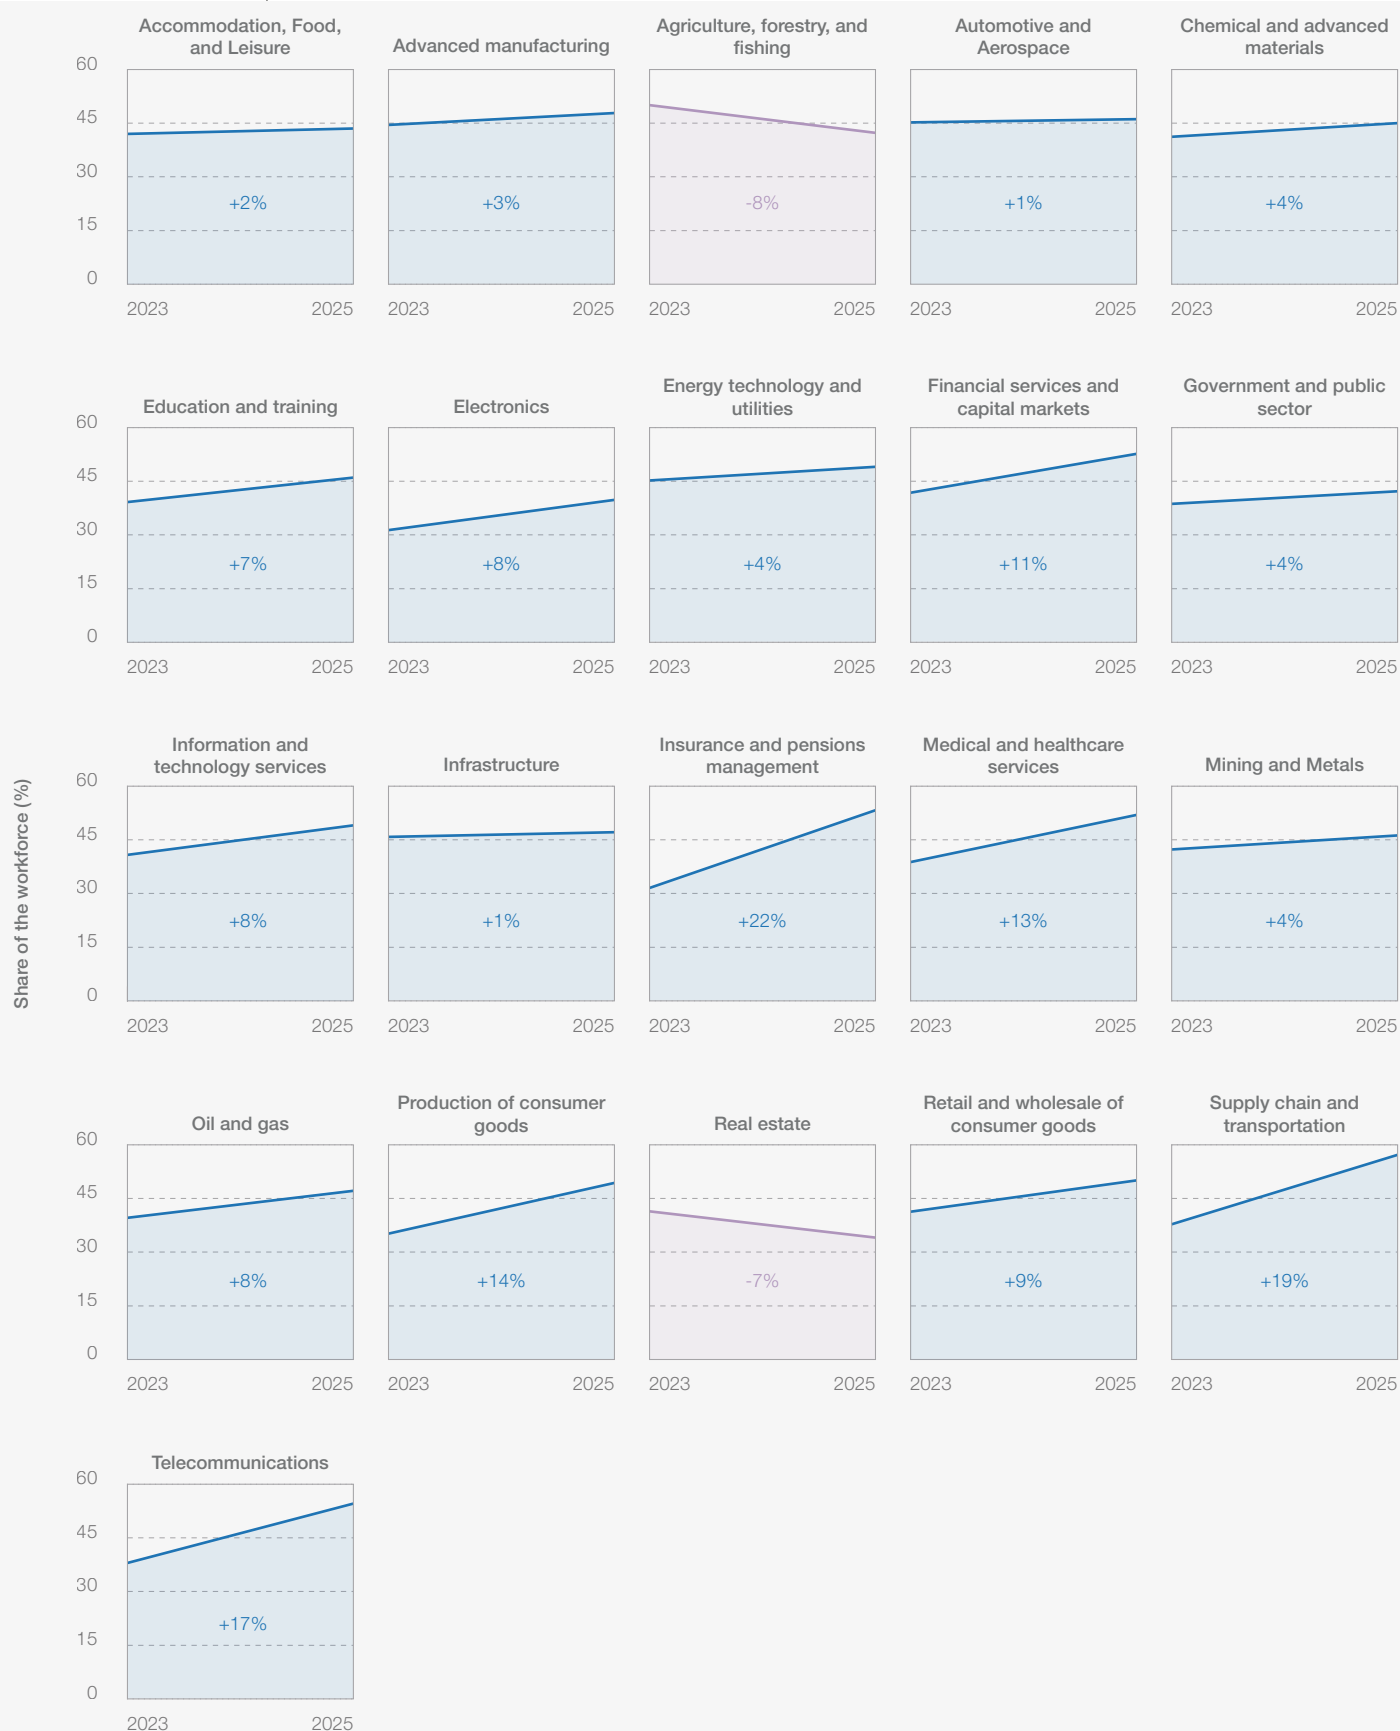 Accommodation, Food,
and Leisure
Advanced manufacturing
Agriculture, forestry, and
fishing
Automotive and
Aerospace
Chemical and advanced
materials
60
45
30
15
0
+2%
+3%
-8%
+1%
+4%
2023 2025
2023 2025
2023 2025
2023 2025
2023 2025
Education and training
Electronics
Energy technology and
utilities
Financial services and
capital markets
Government and public
sector
60
45
30
15
0
+7%
+8%
+4%
+11%
+4%
2023 2025
2023 2025
2023 2025
2023 2025
2023 2025
Share of the workforce (%)
Information and
technology services
Infrastructure
Insurance and pensions
management
Medical and healthcare
services
Mining and Metals
60
45
30
15
0
+8%
+1%
+22%
+13%
+4%
2023 2025
2023 2025
2023 2025
2023 2025
2023 2025
Oil and gas
Production of consumer
goods
Real estate
Retail and wholesale of
consumer goods
Supply chain and
transportation
60
45
30
15
0
+8%
+14%
-7%
+9%
+19%
2023 2025
2023 2025
2023 2025
2023 2025
2023 2025
Telecommunications
60
45
30
15
0
+17%
2023 2025